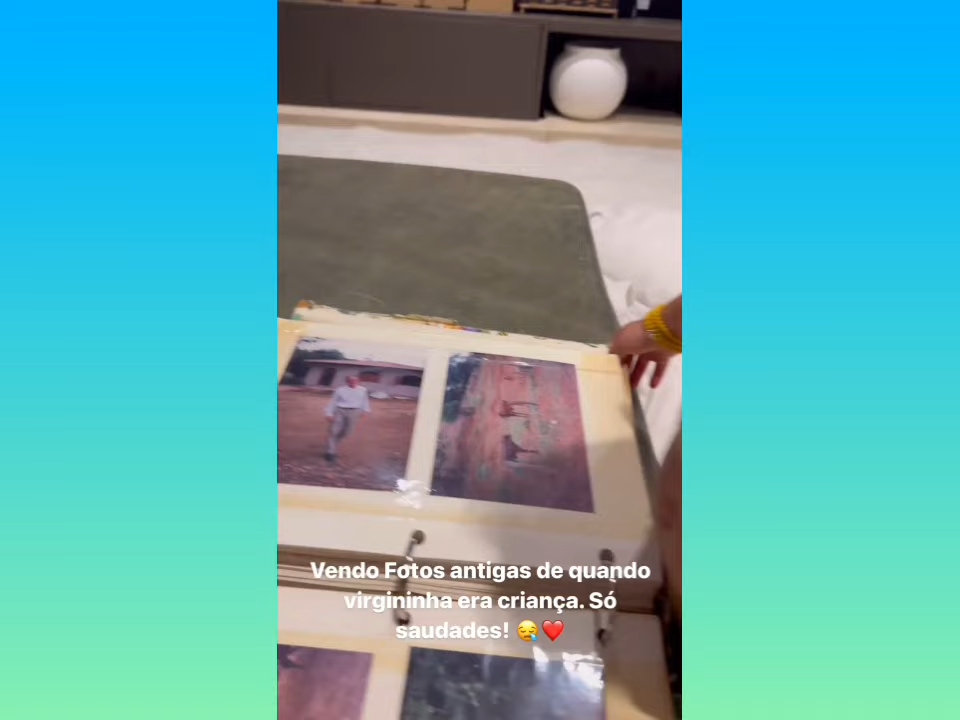 Vendo Fotos antigas de quando
virgininha era criança. Só
saudades! 😪❤️